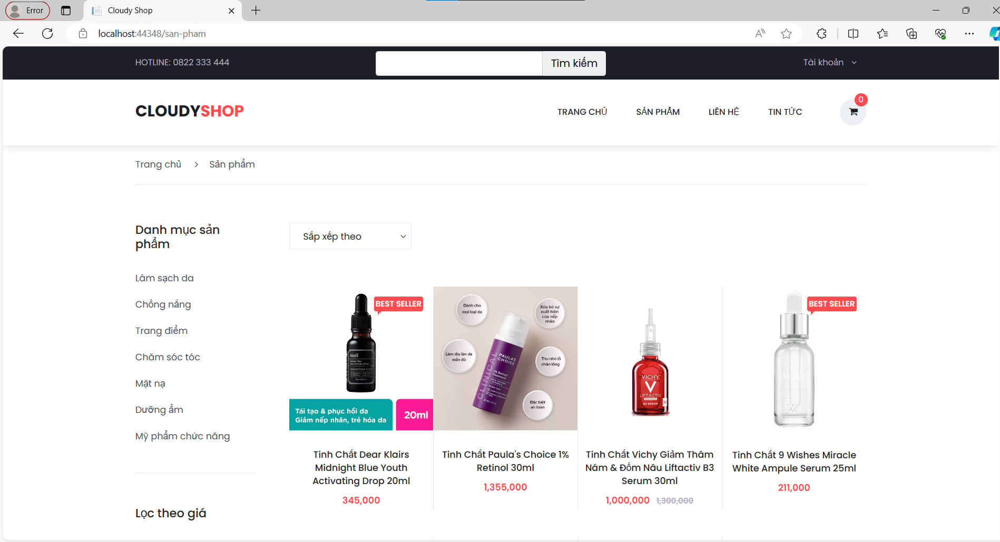 Error
Cloudy Shop
localhost:44348/san-pham
HOTLINE: 0822 333 444
Tìm kiếm
Tài khoản
CLOUDYSHOP
TRANG CHỦ
SẢN PHẨM
LIÊN HỆ
TIN TỨC
0
Trang chủ > Sản phẩm
Danh mục sản
phẩm
Làm sạch da
Chống nắng
Trang điểm
Chăm sóc tóc
Mặt nạ
Dưỡng ẩm
Mỹ phẩm chức năng
Lọc theo giá
Sắp xếp theo
BEST SELLER
klairs
Tái tạo & phục hồi da
Giảm nếp nhăn, trẻ hóa da
20ml
Tinh Chất Dear Klairs
Midnight Blue Youth
Activating Drop 20ml
345,000
Dành cho
mọi loại da
Xóa bỏ sự
xuất hiện
của nếp
nhăn
Làm dịu làn da
mẩn đỏ
Thu nhỏ lỗ
chân lông
Đặc biệt
an toàn
PAULA'S
CHOICE
CLINICAL
1% Retinol
Treatment
Tinh Chất Paula's Choice 1%
Retinol 30ml
1,355,000
VICHY
LIFTACTIV
SPECIALIST
B3 SERUM
Tinh Chất Vichy Giảm Thâm
Nám & Đốm Nâu Liftactiv B3
Serum 30ml
1,000,000 1,300,000
BEST SELLER
White
Tinh Chất 9 Wishes Miracle
White Ampule Serum 25ml
211,000